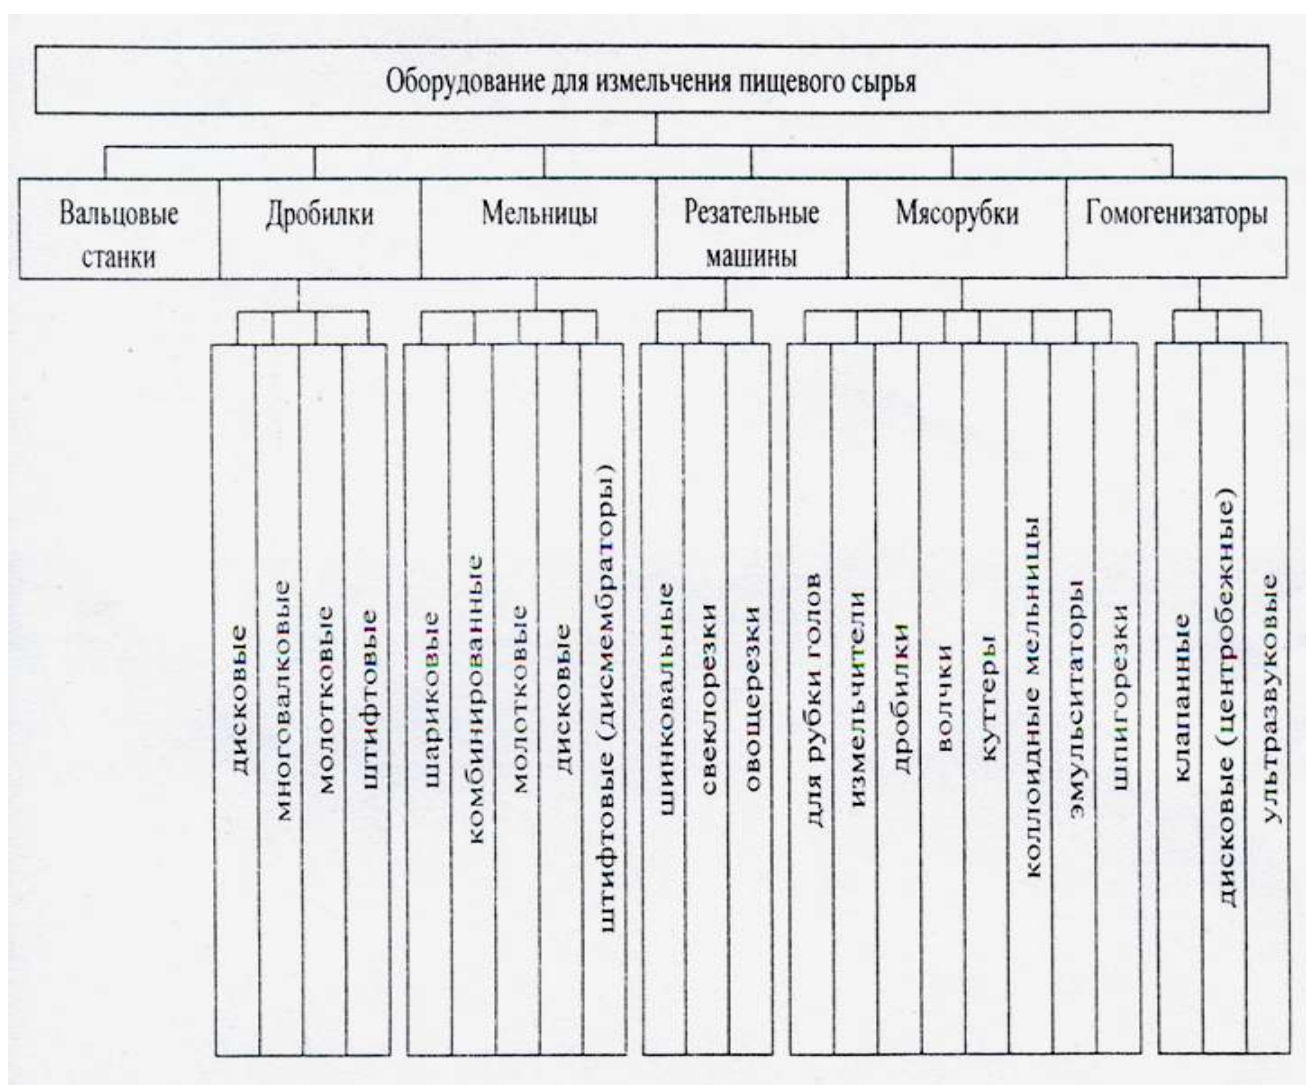 Оборудование для измельчения пищевого сырья
Вальцовые
станки
Дробилки
Мельницы
Резательные
машины
Мясорубки
Гомогенизаторы
дисковые
многовалковые
молотковые
штифтовые
шариковые
комбинированные
молотковые
дисковые
штифтовые (дисмембраторы)
шинковальные
свеклорезки
овощерезки
для рубки голов
измельчители
дробилки
волчки
куттеры
коллоидные мельницы
эмульситаторы
шпигорезки
клапанные
дисковые (центробежные)
ультразвуковые